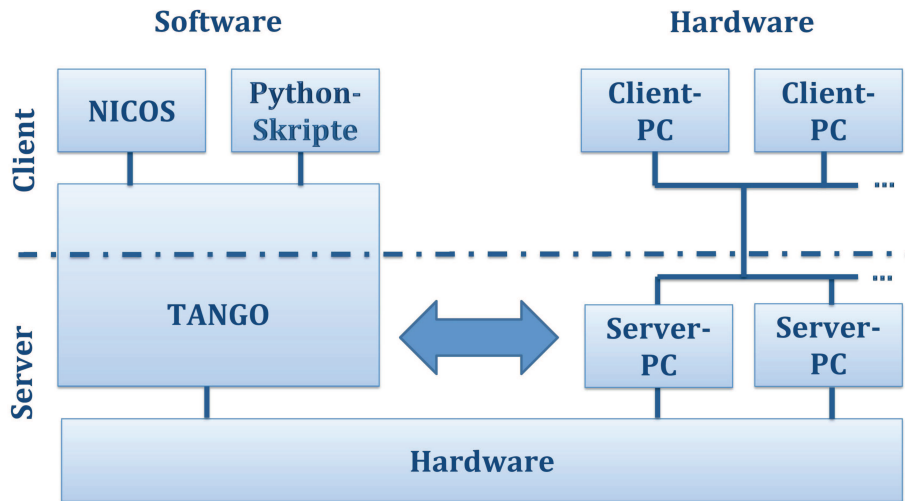 Software
Hardware
Client
NICOS
Python-
Skripte
Client-
PC
Client-
PC
...
...
Server
TANGO
Server-
PC
Server-
PC
Hardware